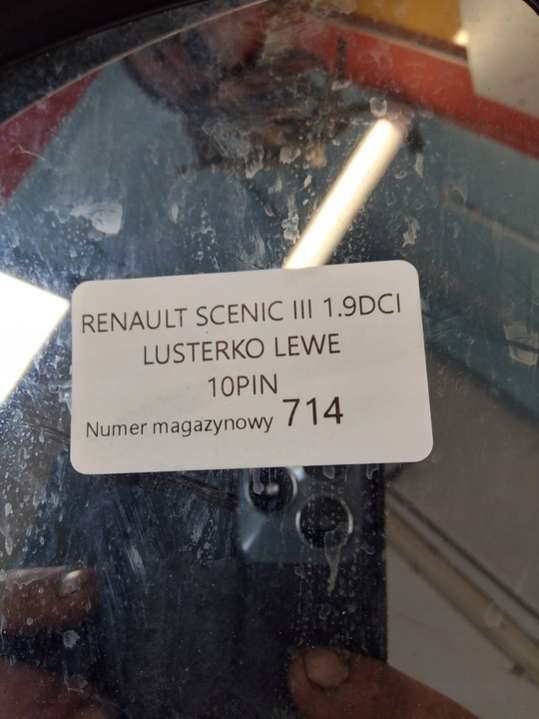 RENAULT SCENIC III 1.9DCI
LUSTERKO LEWE
10PIN
Numer magazynowy 714